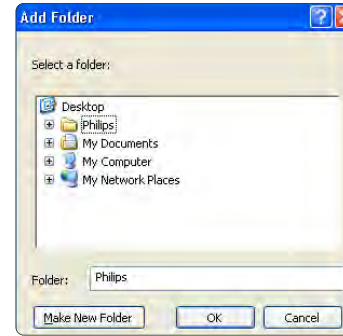 Add Folder
Select a folder:
Desktop
Philips
My Documents
My Computer
My Network Places
Folder: Philips
Make New Folder OK Cancel